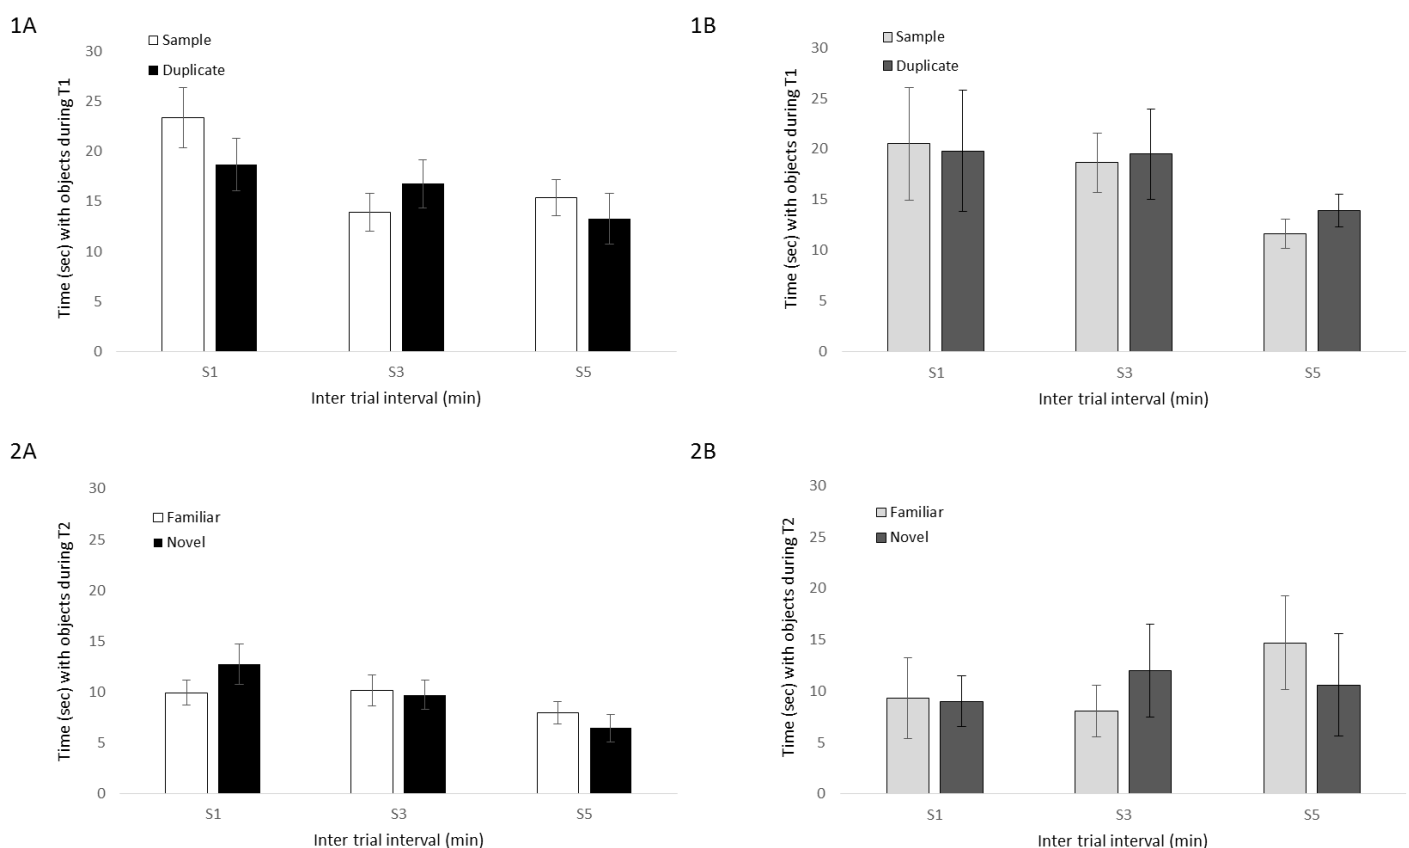 1A
Sample
Duplicate
Time (sec) with objects during T1
30
25
20
15
10
5
0
S1
S3
S5
Inter trial interval (min)
1B
Sample
Duplicate
Time (sec) with objects during T1
30
25
20
15
10
5
0
S1
S3
S5
Inter trial interval (min)
2A
Familiar
Novel
Time (sec) with objects during T2
30
25
20
15
10
5
0
S1
S3
S5
Inter trial interval (min)
2B
Familiar
Novel
Time (sec) with objects during T2
30
25
20
15
10
5
0
S1
S3
S5
Inter trial interval (min)